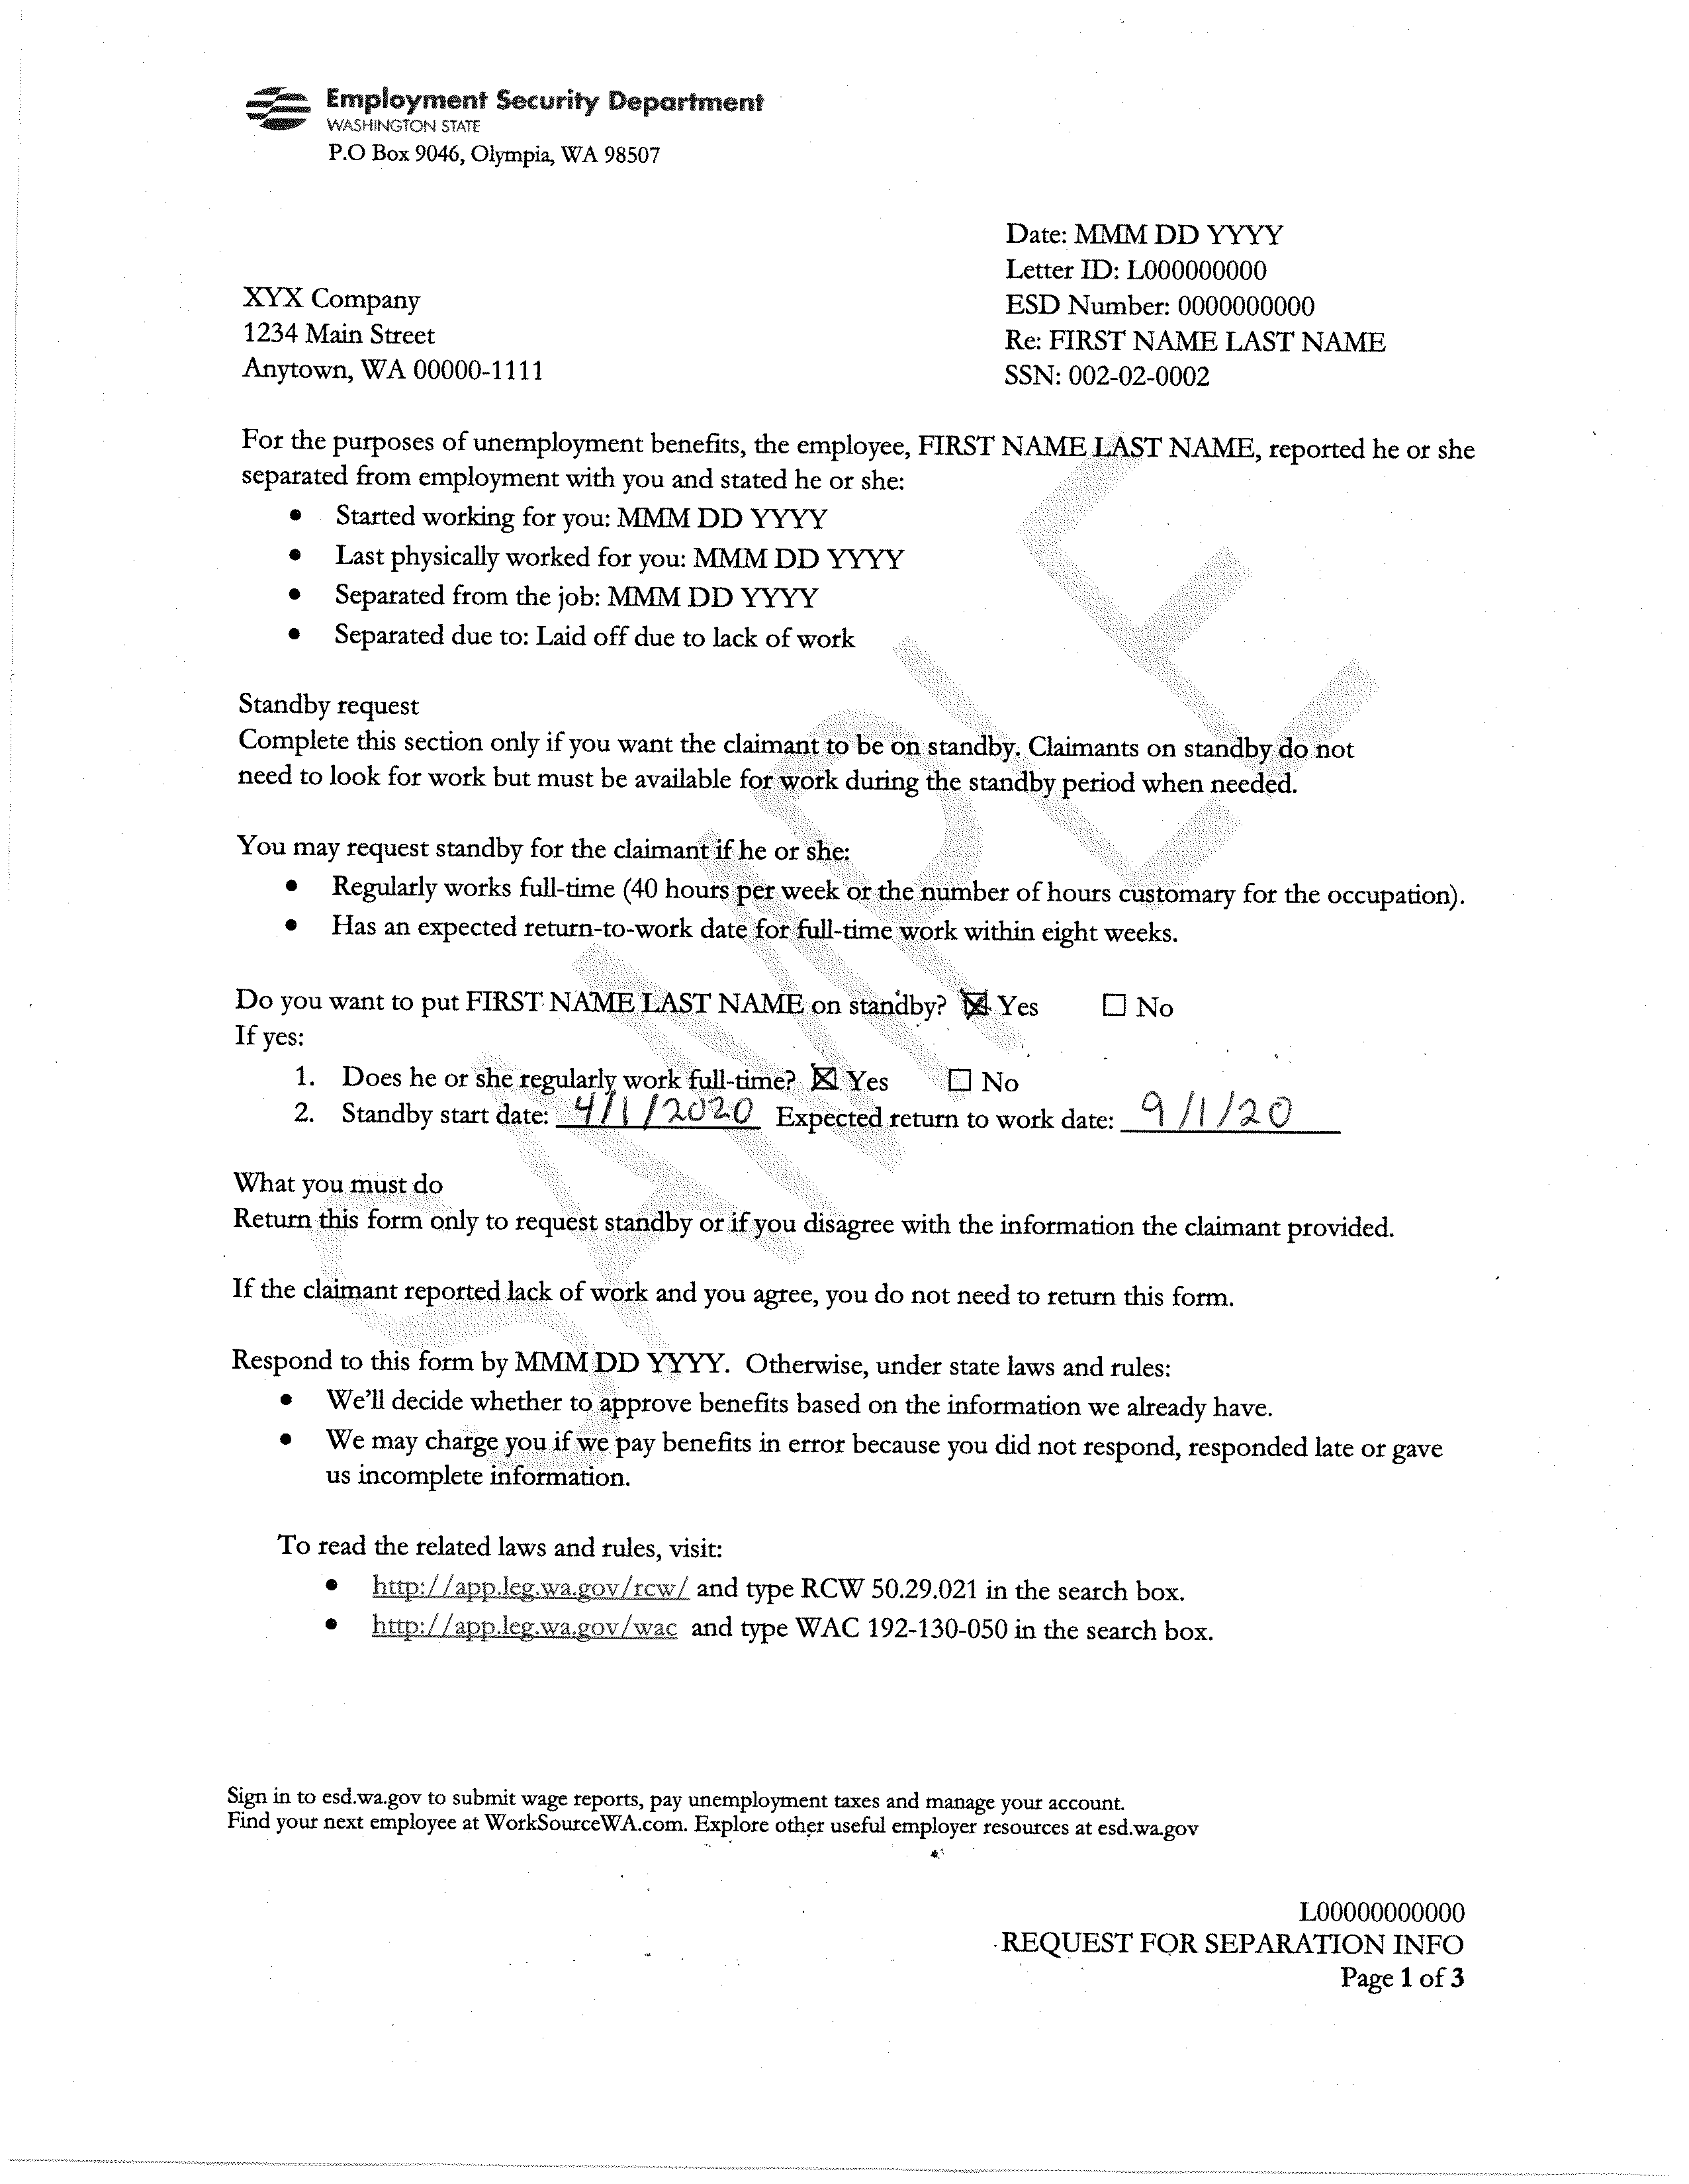 Employment Security Department
WASHINGTON STATE
P.O Box 9046, Olympia, WA 98507
Date: MMM DD YYYY
Letter ID: L000000000
ESD Number: 0000000000
Re: FIRST NAME LAST NAME
SSN: 002-02-0002
XYX Company
1234 Main Street
Anytown, WA 00000-1111
For the purposes of unemployment benefits, the employee, FIRST NAME LAST NAME, reported he or she
separated from employment with you and stated he or she:
• Started working for you: MMM DD YYYY
• Last physically worked for you: MMM DD YYYY
• Separated from the job: MMM DD YYYY
• Separated due to: Laid off due to lack of work
Standby request
Complete this section only if you want the claimant to be on standby. Claimants on standby do not
need to look for work but must be available for work during the standby period when needed.
You may request standby for the claimant if he or she:
• Regularly works full-time (40 hours per week or the number of hours customary for the occupation).
• Has an expected return-to-work date for full-time work within eight weeks.
Do you want to put FIRST NAME LAST NAME on standby? ☒ Yes ☐ No
If yes:
1. Does he or she regularly work full-time? ☒ Yes ☐ No
2. Standby start date: 4/1/2020 Expected return to work date: 9/1/20
What you must do
Return this form only to request standby or if you disagree with the information the claimant provided.
If the claimant reported lack of work and you agree, you do not need to return this form.
Respond to this form by MMM DD YYYY. Otherwise, under state laws and rules:
• We'll decide whether to approve benefits based on the information we already have.
• We may charge you if we pay benefits in error because you did not respond, responded late or gave
us incomplete information.
To read the related laws and rules, visit:
• http://app.leg.wa.gov/rcw/ and type RCW 50.29.021 in the search box.
• http://app.leg.wa.gov/wac and type WAC 192-130-050 in the search box.
Sign in to esd.wa.gov to submit wage reports, pay unemployment taxes and manage your account.
Find your next employee at WorkSourceWA.com. Explore other useful employer resources at esd.wa.gov
L00000000000
REQUEST FOR SEPARATION INFO
Page 1 of 3
SAMPLE